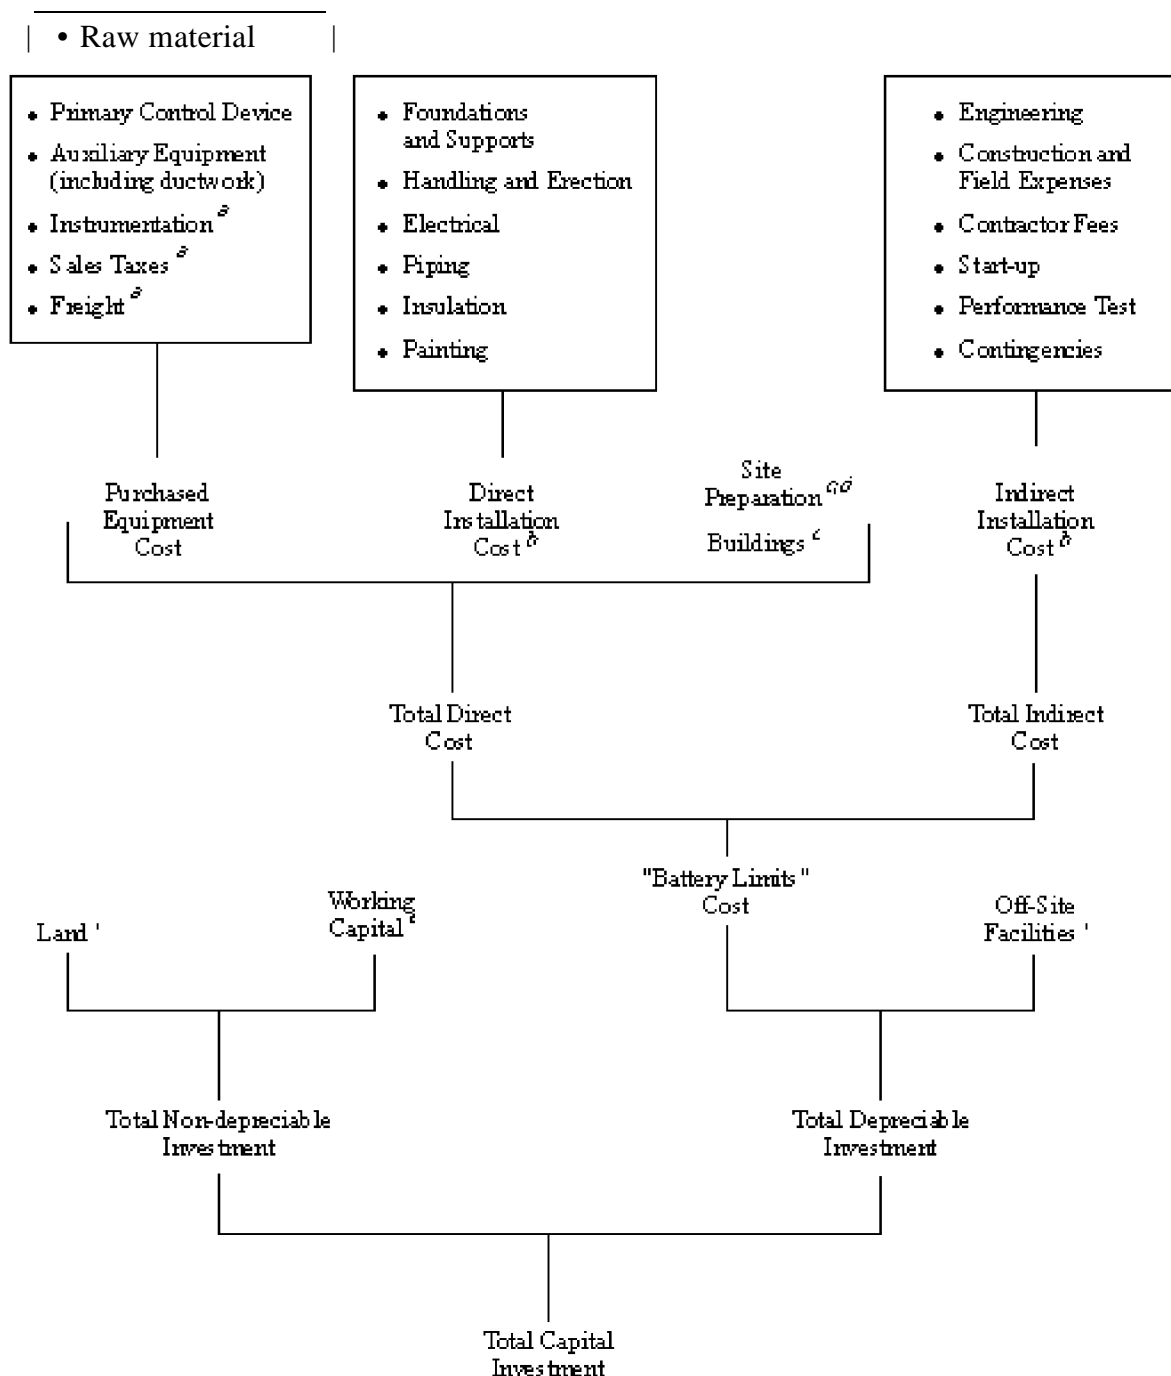 | • Raw material |
• Primary Control Device
• Auxiliary Equipment
(including ductwork)
• Instrumentation a
• Sales Taxes a
• Freight a
• Foundations
and Supports
• Handling and Erection
• Electrical
• Piping
• Insulation
• Painting
• Engineering
• Construction and
Field Expenses
• Contractor Fees
• Start-up
• Performance Test
• Contingencies
Purchased
Equipment
Cost
Direct
Installation
Cost b
Site
Preparation c,d
Buildings c
Indirect
Installation
Cost b
Total Direct
Cost
Total Indirect
Cost
Land
Working
Capital e
"Battery Limits"
Cost
Off-Site
Facilities
Total Non-depreciable
Investment
Total Depreciable
Investment
Total Capital
Investment